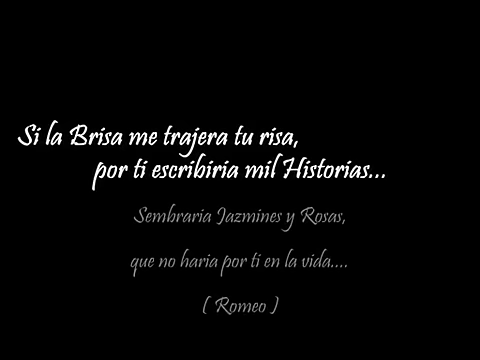 Si la Brisa me trajera tu risa,
por ti escribiria mil Historias...
Sembraria Jazmines y Rosas,
que no haria por ti en la vida....
( Romeo )